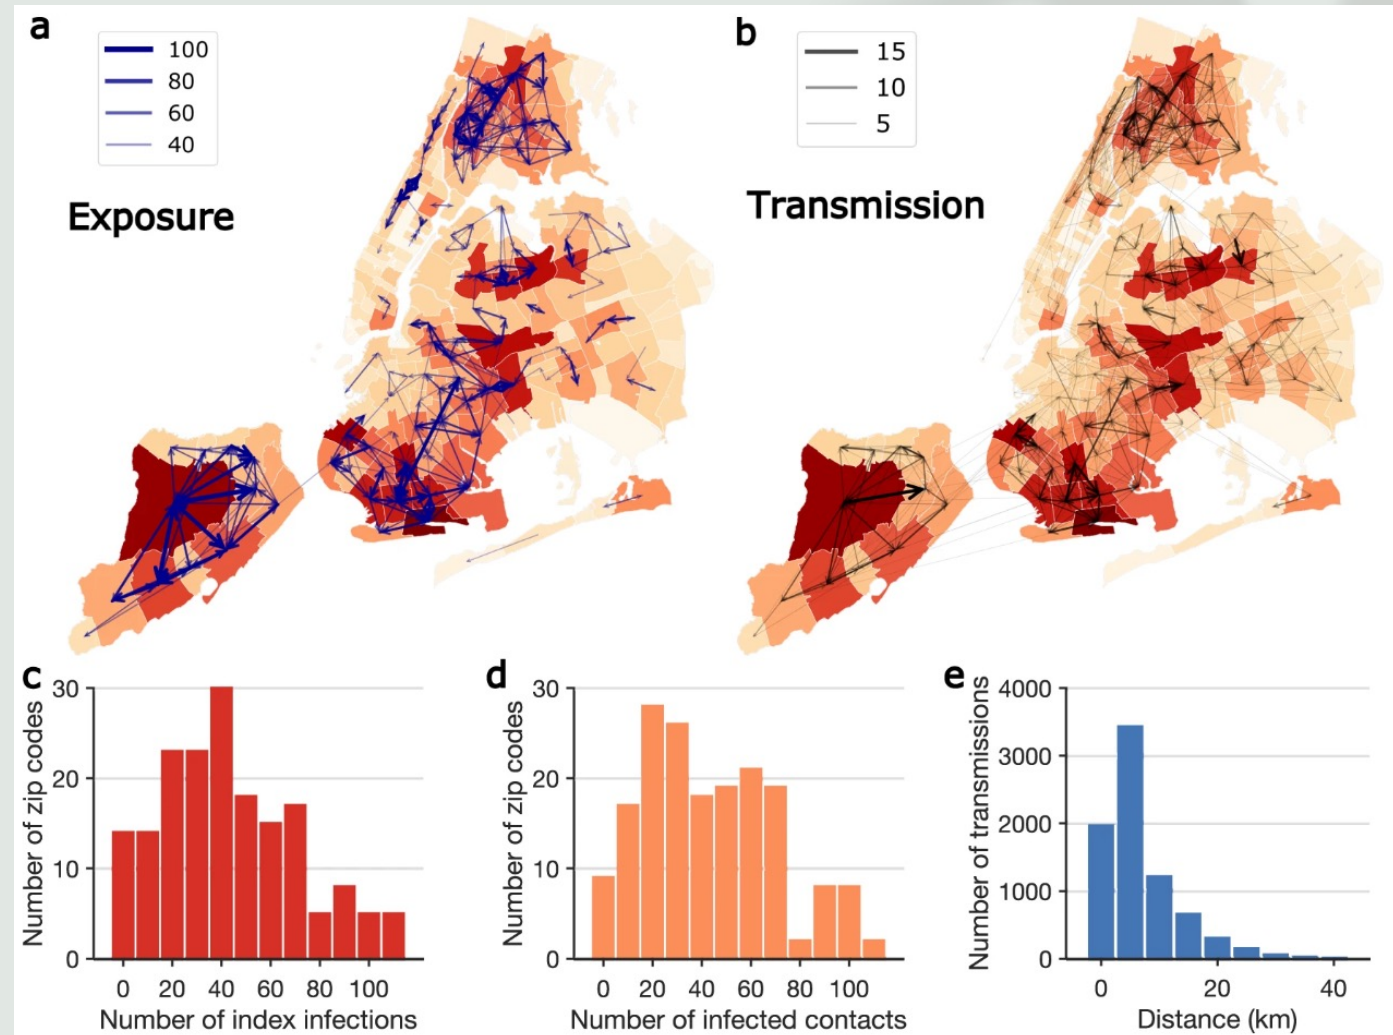 a
100
80
60
40
Exposure
b
15
10
5
Transmission
c
Number of zip codes
30
20
10
0
0 20 40 60 80 100
Number of index infections
d
Number of zip codes
30
20
10
0
0 20 40 60 80 100
Number of infected contacts
e
Number of transmissions
4000
3000
2000
1000
0
0 20 40
Distance (km)